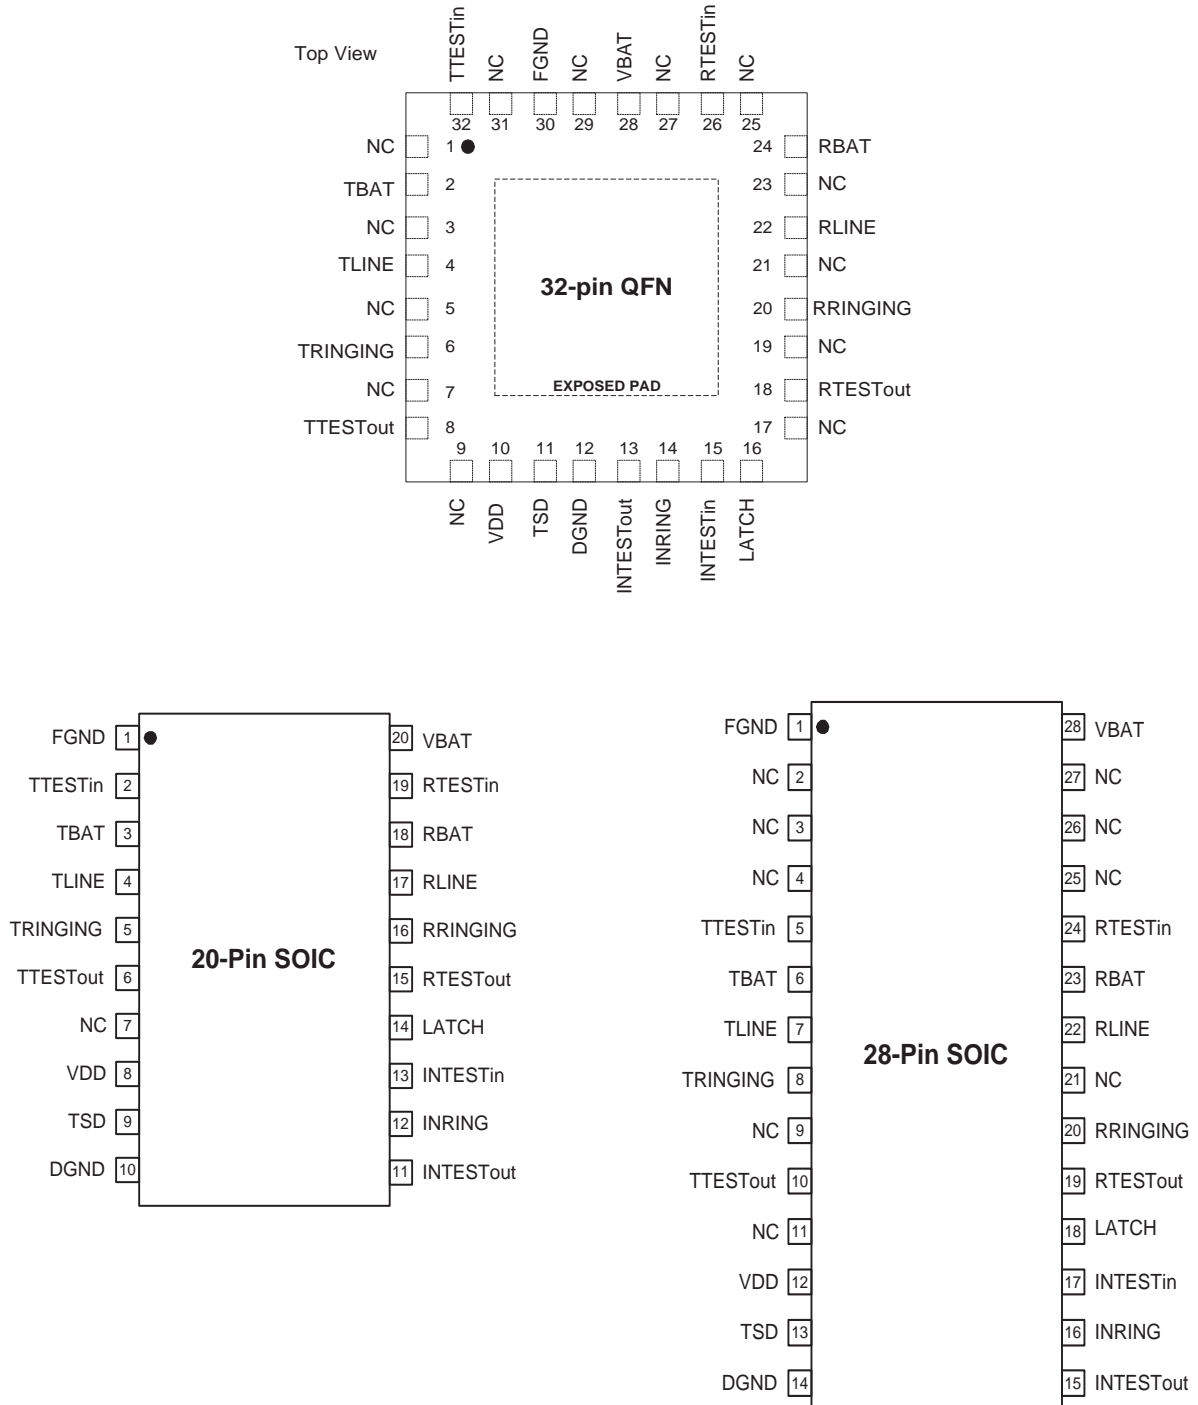 Top View
TTESTin
NC
FGND
NC
VBAT
NC
RTESTin
NC
32 31 30 29 28 27 26 25
NC 1 24 RBAT
TBAT 2 23 NC
NC 3 22 RLINE
TLINE 4 21 NC
NC 5 20 RRINGING
TRINGING 6 19 NC
NC 7 18 RTESTout
TTESTout 8 17 NC
32-pin QFN
EXPOSED PAD
9 10 11 12 13 14 15 16
NC
VDD
TSD
DGND
INTESTout
INRING
INTESTin
LATCH
FGND 1 20 VBAT
TTESTin 2 19 RTESTin
TBAT 3 18 RBAT
TLINE 4 17 RLINE
TRINGING 5 16 RRINGING
20-Pin SOIC
TTESTout 6 15 RTESTout
NC 7 14 LATCH
VDD 8 13 INTESTin
TSD 9 12 INRING
DGND 10 11 INTESTout
FGND 1 28 VBAT
NC 2 27 NC
NC 3 26 NC
NC 4 25 NC
TTESTin 5 24 RTESTin
TBAT 6 23 RBAT
TLINE 7 22 RLINE
28-Pin SOIC
TRINGING 8 21 NC
NC 9 20 RRINGING
TTESTout 10 19 RTESTout
NC 11 18 LATCH
VDD 12 17 INTESTin
TSD 13 16 INRING
DGND 14 15 INTESTout